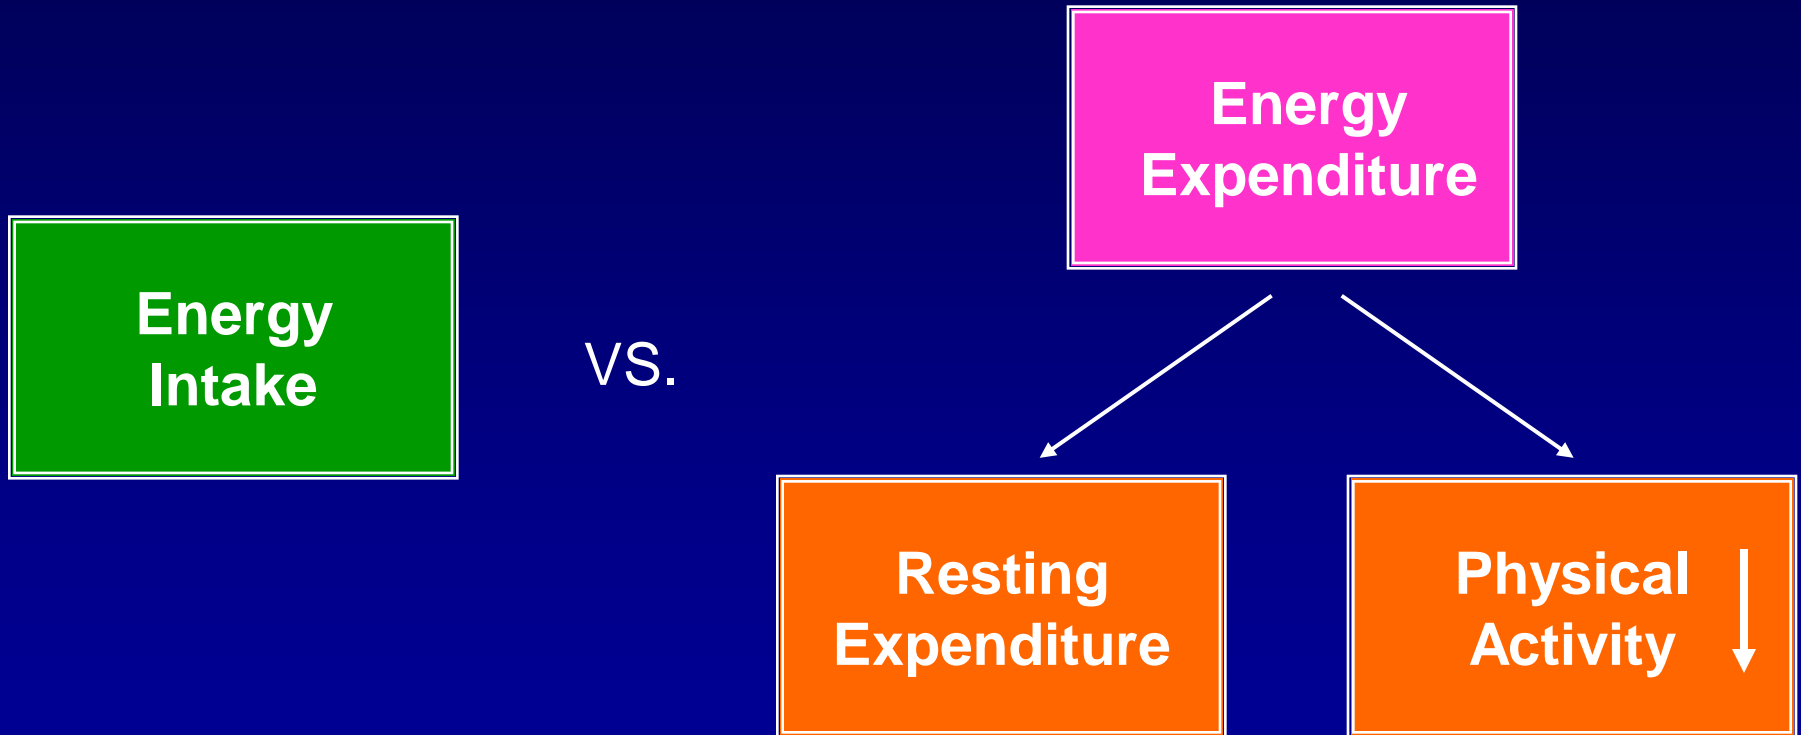 Energy
Intake
VS.
Energy
Expenditure
Resting
Expenditure
Physical
Activity